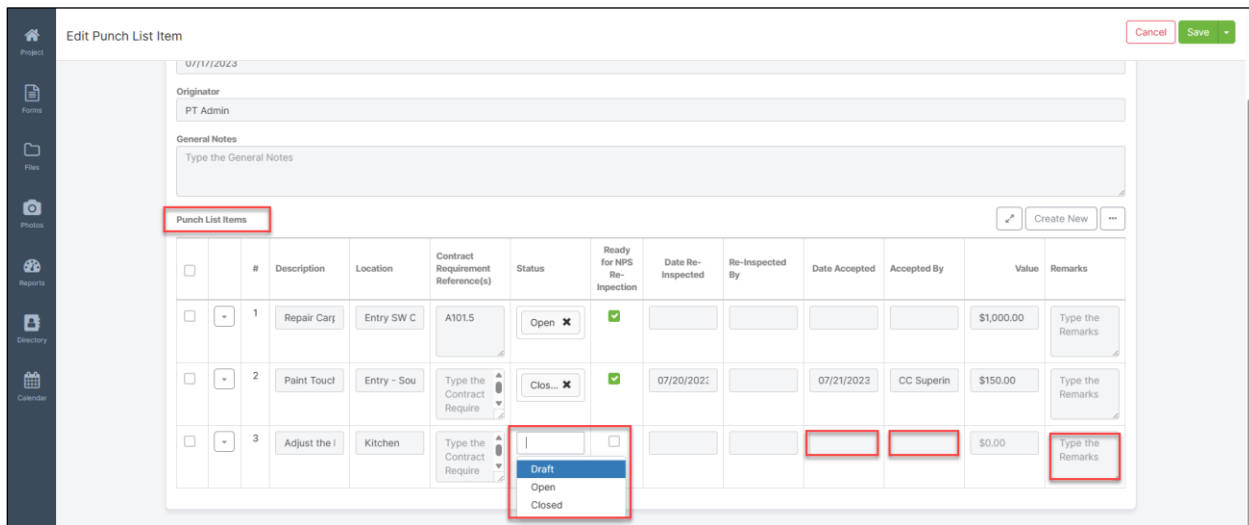 Project
Forms
Files
Photos
Reports
Directory
Calendar
Edit Punch List Item
Cancel
Save
07/17/2023
Originator
PT Admin
General Notes
Type the General Notes
Punch List Items
Create New
#
Description
Location
Contract
Requirement
Reference(s)
Status
Ready
for NPS
Re-
Inpection
Date Re-
Inspected
Re-Inspected
By
Date Accepted
Accepted By
Value
Remarks
1
Repair Carp
Entry SW C
A101.5
Open
$1,000.00
Type the
Remarks
2
Paint Toucl
Entry - Sou
Type the
Contract
Require
Clos...
07/20/2023
07/21/2023
CC Superin
$150.00
Type the
Remarks
3
Adjust the
Kitchen
Type the
Contract
Require
Draft
Open
Closed
$0.00
Type the
Remarks